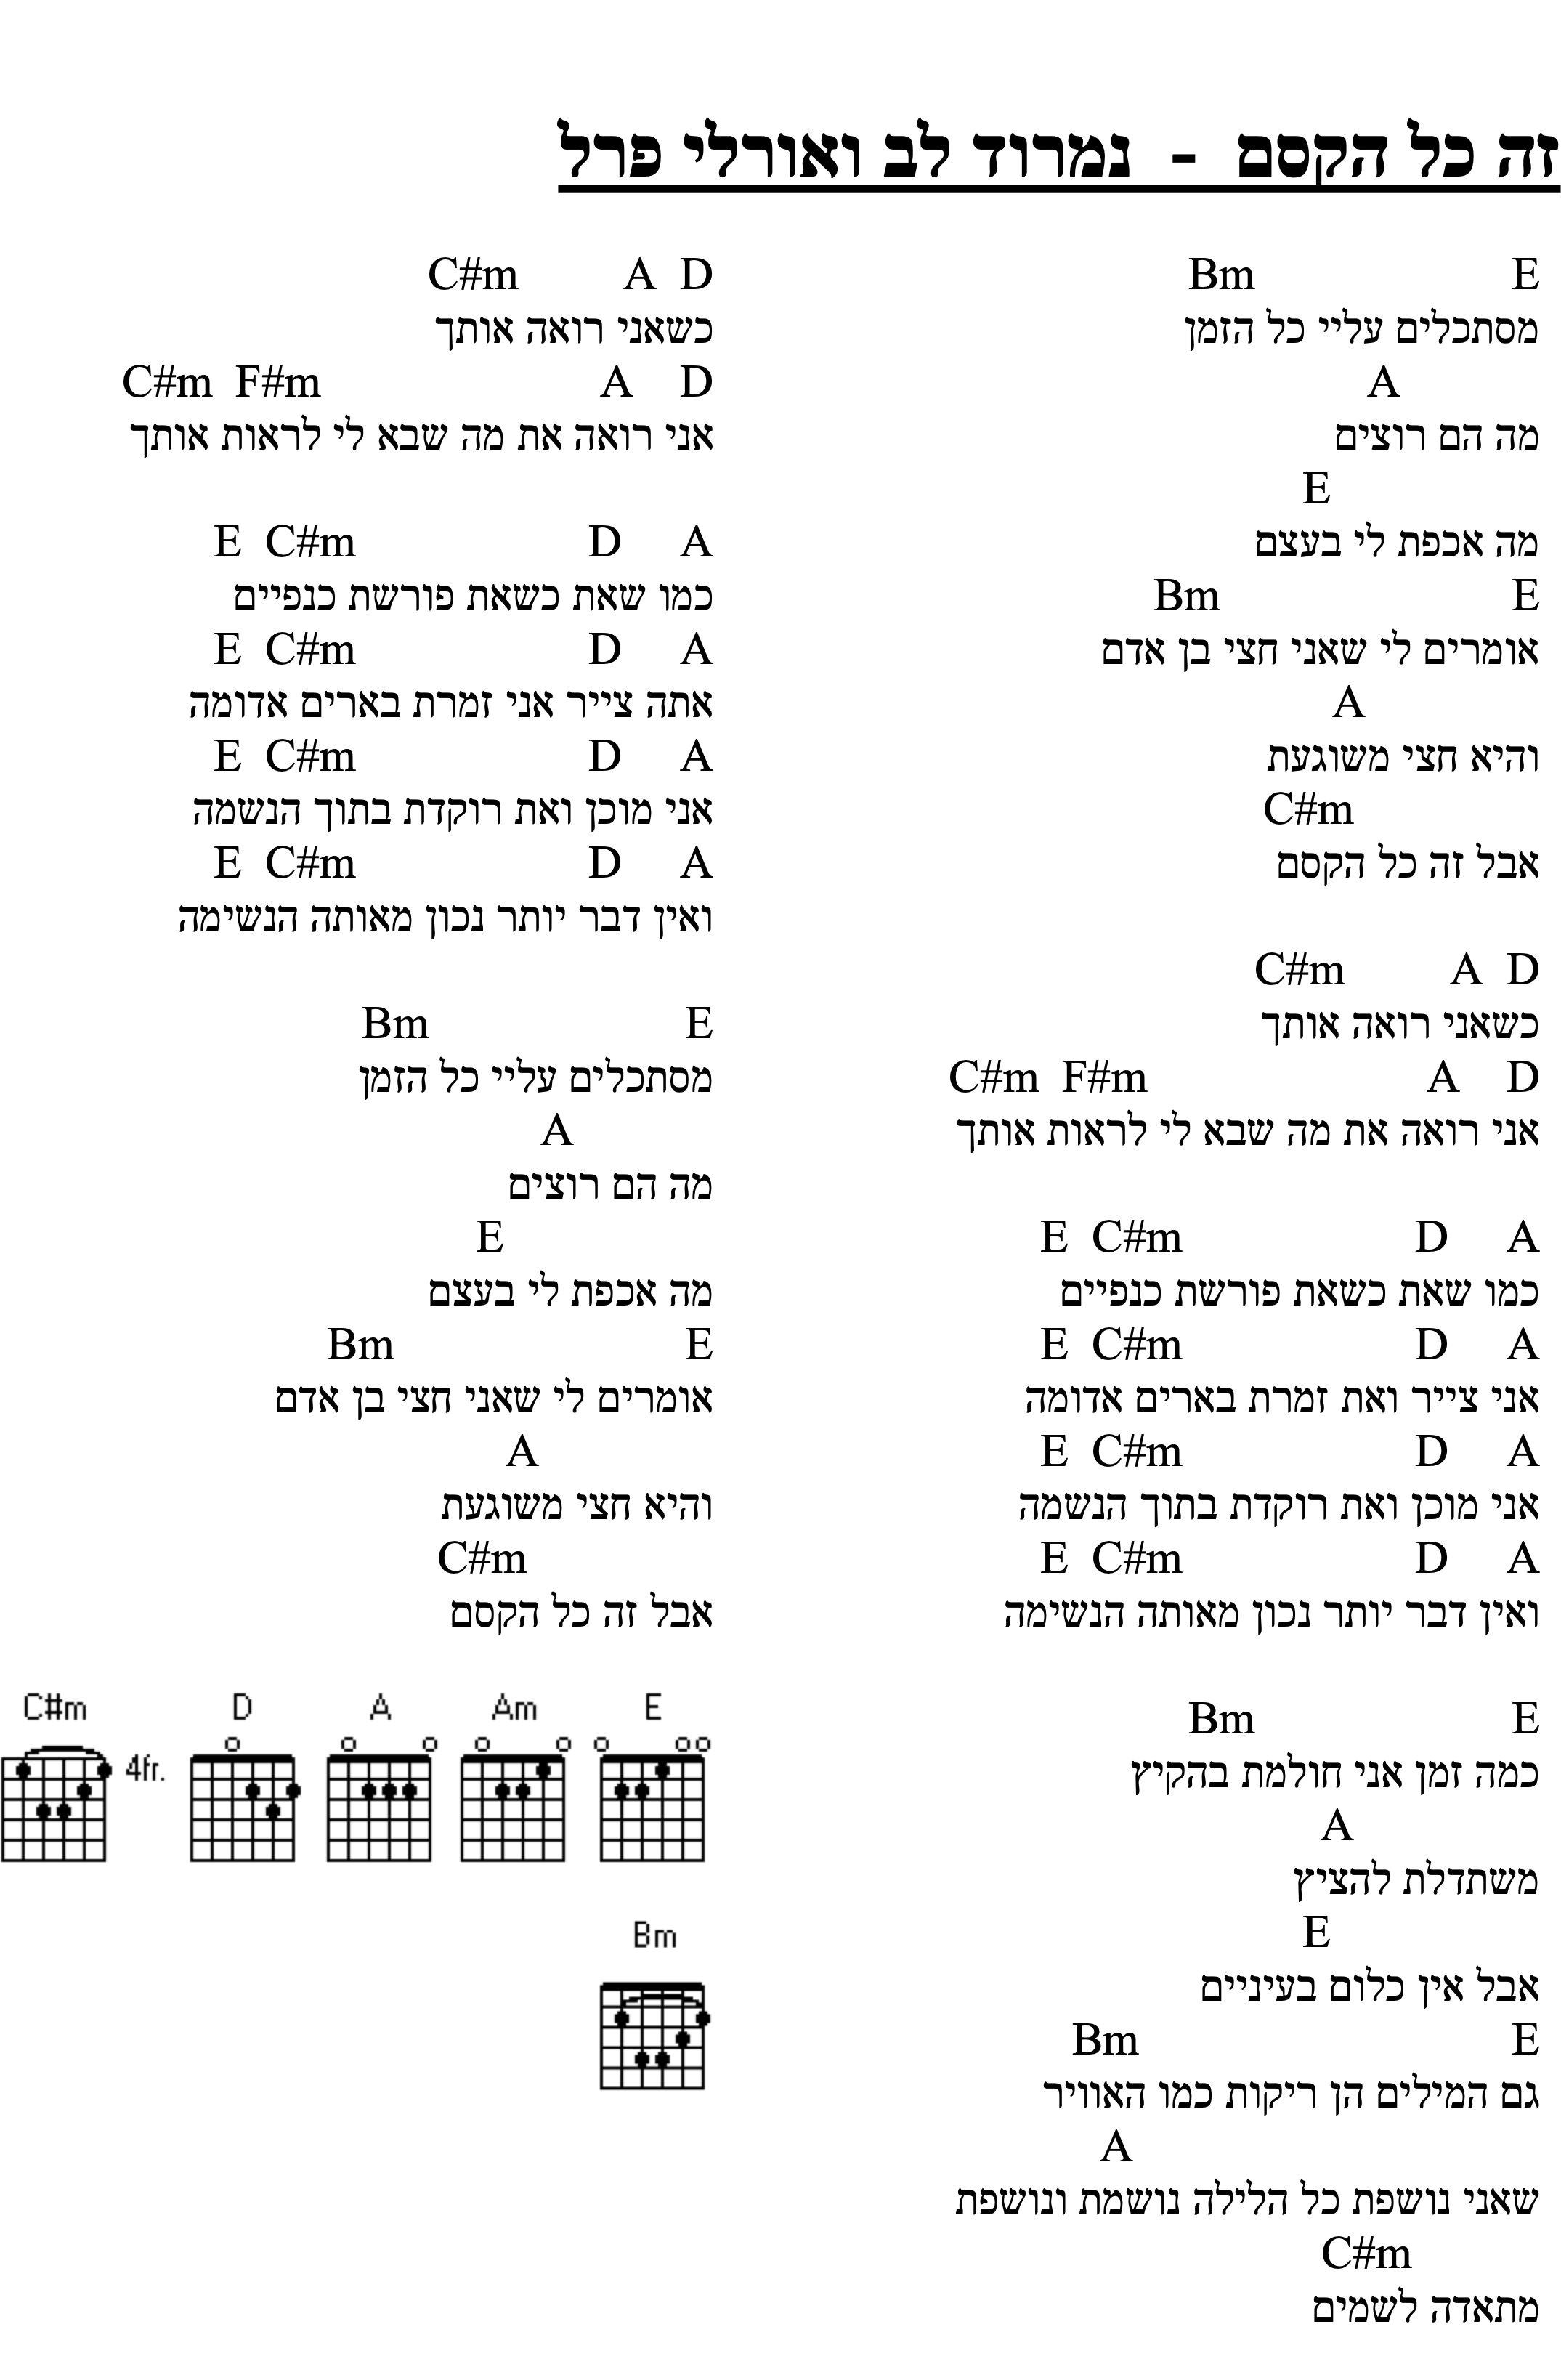 זה כל הקסם - נמרוד לב ואורלי פרל
Bm E
מסתכלים עליי כל הזמן
A
מה הם רוצים
E
מה אכפת לי בעצם
Bm E
אומרים לי שאני חצי בן אדם
A
והיא חצי משוגעת
C#m
אבל זה כל הקסם
C#m A D
כשאני רואה אותך
C#m F#m A D
אני רואה את מה שבא לי לראות אותך
E C#m D A
כמו שאת כשאת פורשת כנפיים
E C#m D A
אני צייר ואת זמרת בארים אדומה
E C#m D A
אני מוכן ואת רוקדת בתוך הנשמה
E C#m D A
ואין דבר יותר נכון מאותה הנשימה
Bm E
כמה זמן אני חולמת בהקיץ
A
משתדלת להציץ
E
אבל אין כלום בעיניים
Bm E
גם המילים הן ריקות כמו האוויר
A
שאני נושפת כל הלילה נושמת ונושפת
C#m
מתאדה לשמים
C#m A D
כשאני רואה אותך
C#m F#m A D
אני רואה את מה שבא לי לראות אותך
E C#m D A
כמו שאת כשאת פורשת כנפיים
E C#m D A
אתה צייר אני זמרת בארים אדומה
E C#m D A
אני מוכן ואת רוקדת בתוך הנשמה
E C#m D A
ואין דבר יותר נכון מאותה הנשימה
Bm E
מסתכלים עליי כל הזמן
A
מה הם רוצים
E
מה אכפת לי בעצם
Bm E
אומרים לי שאני חצי בן אדם
A
והיא חצי משוגעת
C#m
אבל זה כל הקסם
C#m D A Am E
4fr.
Bm